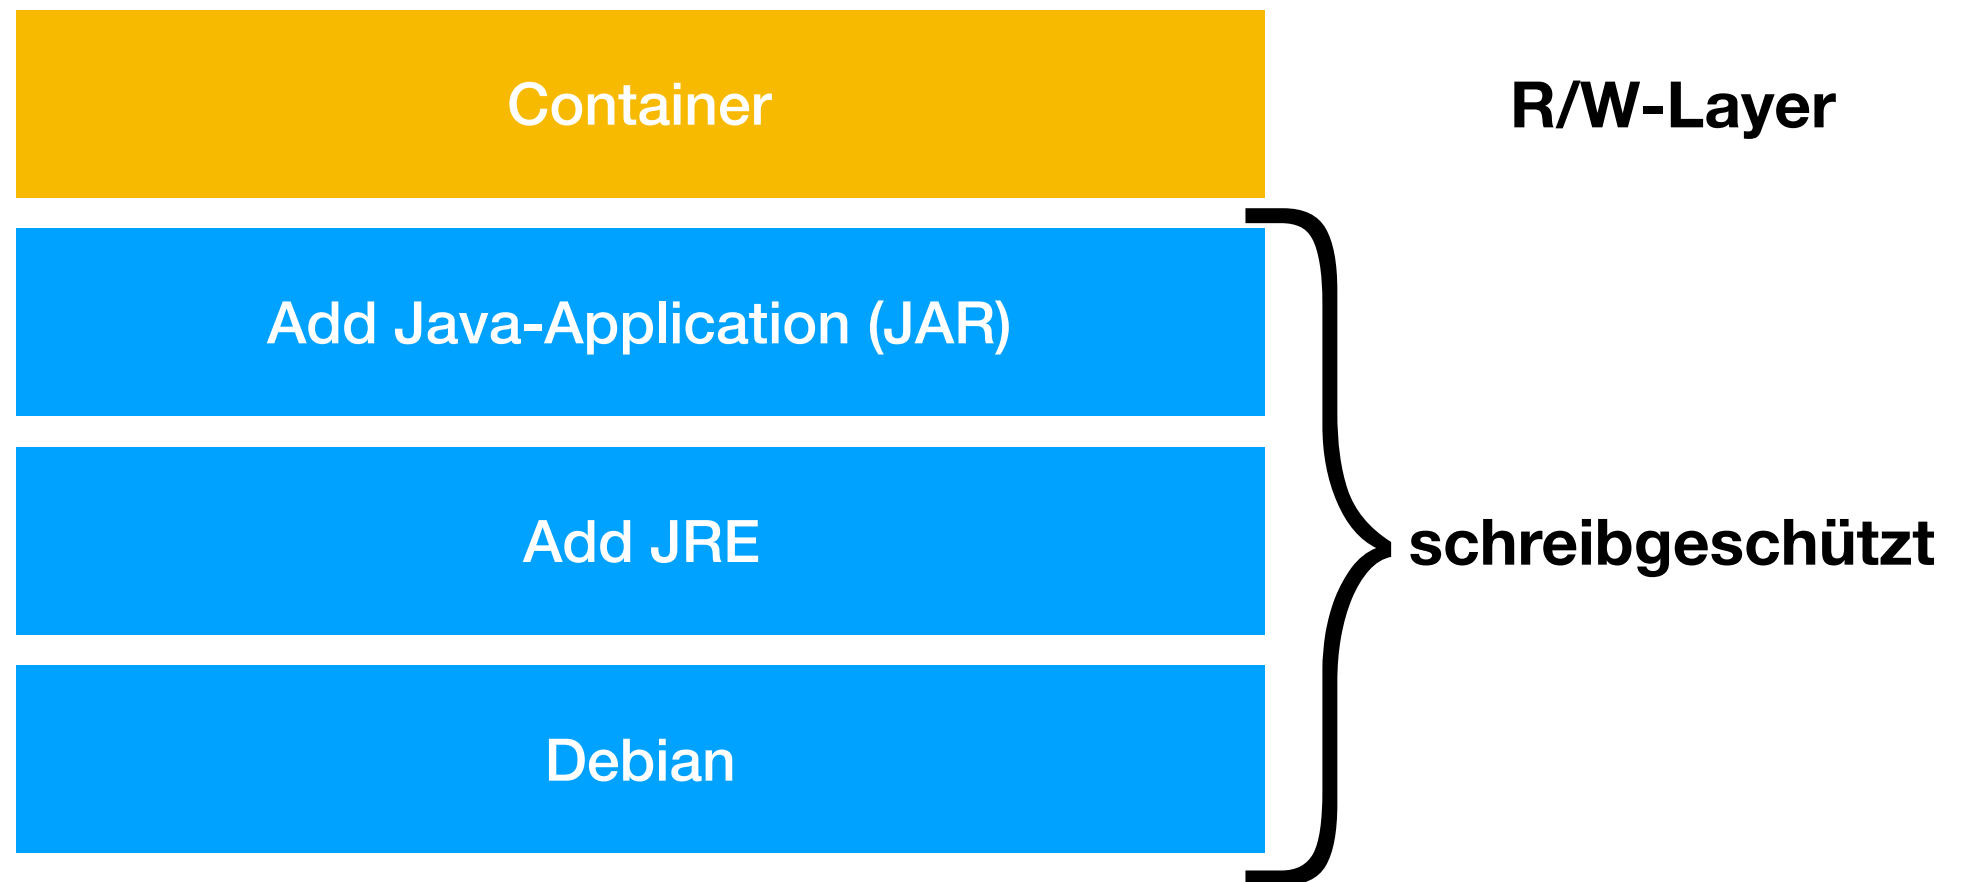 Container
R/W-Layer
Add Java-Application (JAR)
Add JRE
schreibgeschützt
Debian